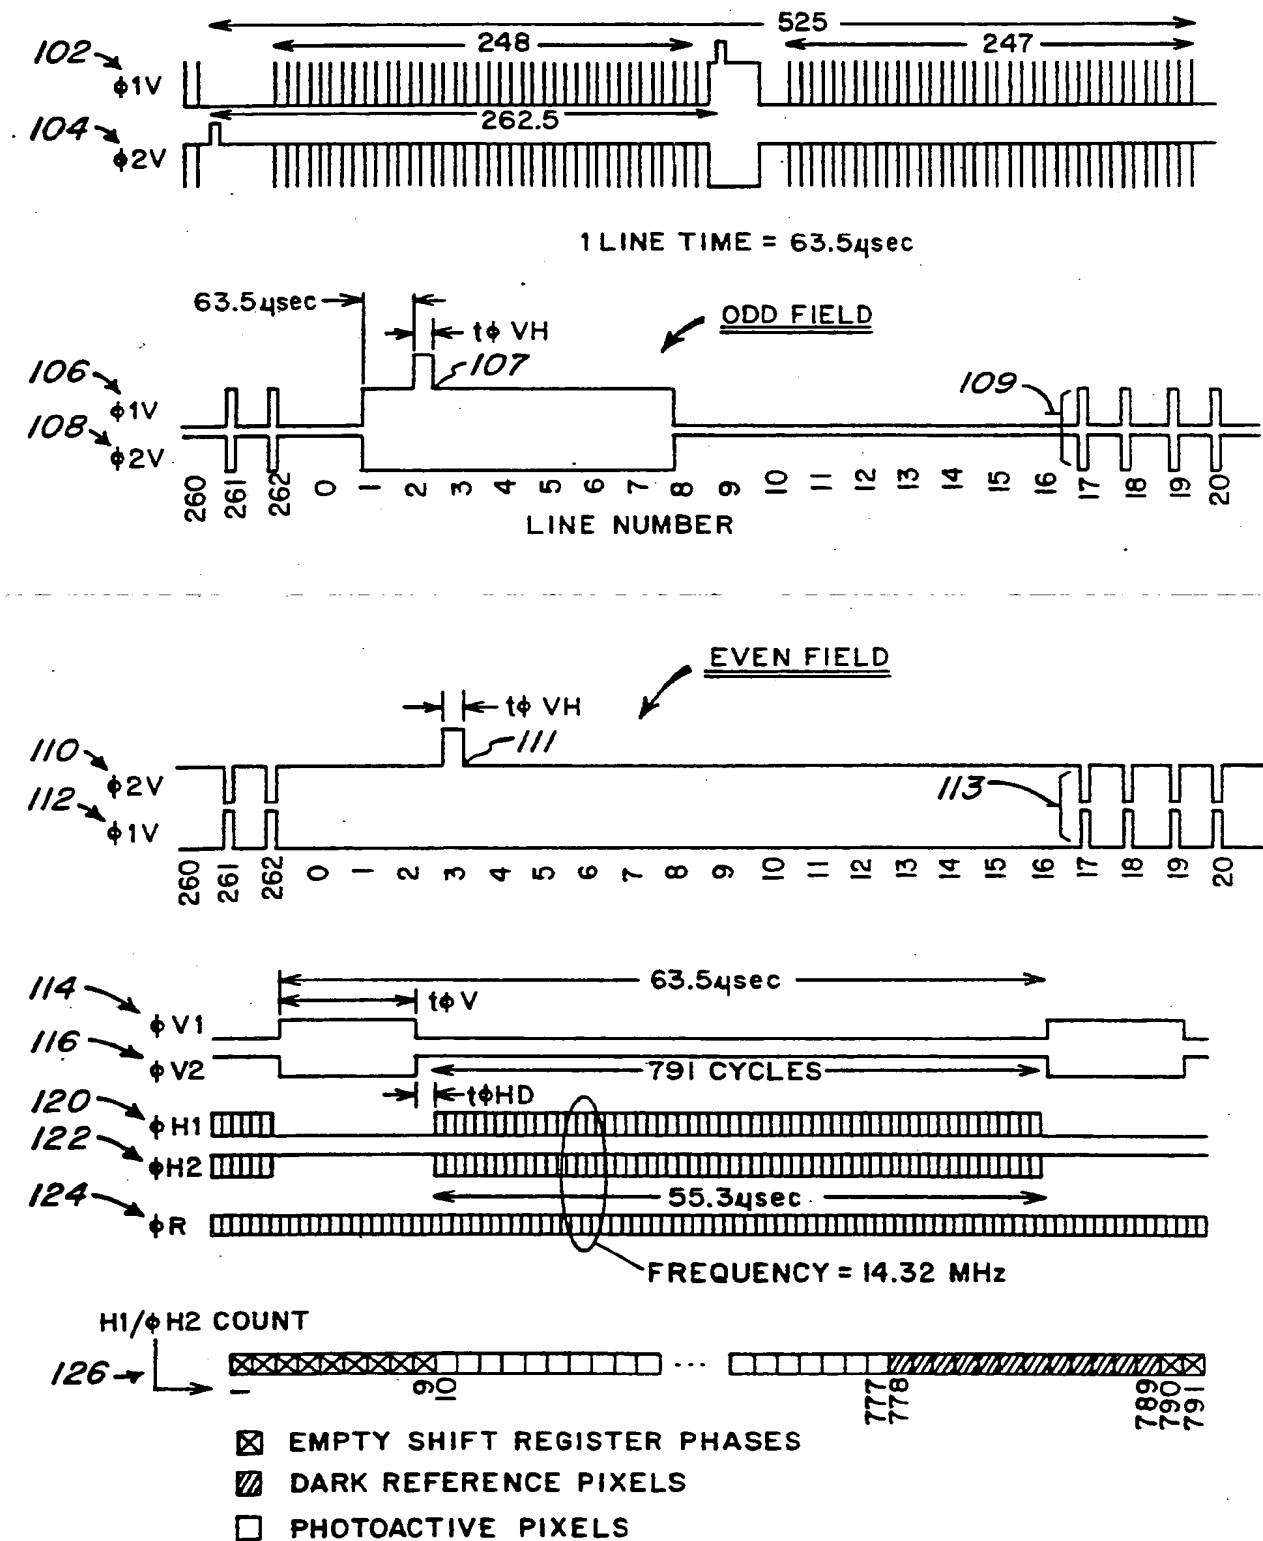 525
102
248
247
ϕ1V
262.5
104
ϕ2V
1 LINE TIME = 63.5μsec
63.5μsec
tϕ VH
ODD FIELD
107
106
ϕ1V
109
108
ϕ2V
260 261 262 0 1 2 3 4 5 6 7 8 9 10 11 12 13 14 15 16 17 18 19 20
LINE NUMBER
EVEN FIELD
tϕ VH
111
110
ϕ2V
113
112
ϕ1V
260 261 262 0 1 2 3 4 5 6 7 8 9 10 11 12 13 14 15 16 17 18 19 20
63.5μsec
114
tϕV
ϕV1
116
ϕV2
791 CYCLES
tϕHD
120
ϕH1
122
ϕH2
55.3μsec
124
ϕR
FREQUENCY = 14.32 MHz
H1/ϕH2 COUNT
126
1 9 10 ... 777 778 789 790 791
EMPTY SHIFT REGISTER PHASES
DARK REFERENCE PIXELS
PHOTOACTIVE PIXELS